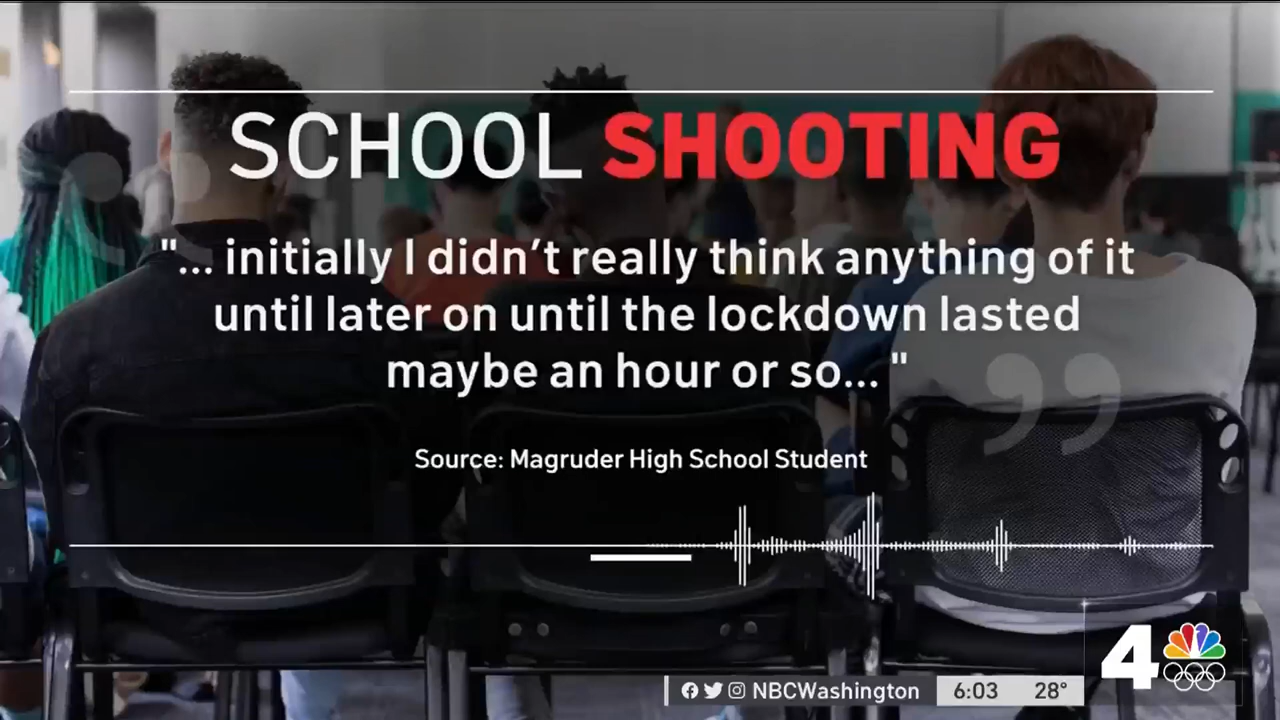 SCHOOL SHOOTING
"... initially I didn’t really think anything of it
until later on until the lockdown lasted
maybe an hour or so... "
Source: Magruder High School Student
4
NBCWashington 6:03 28°